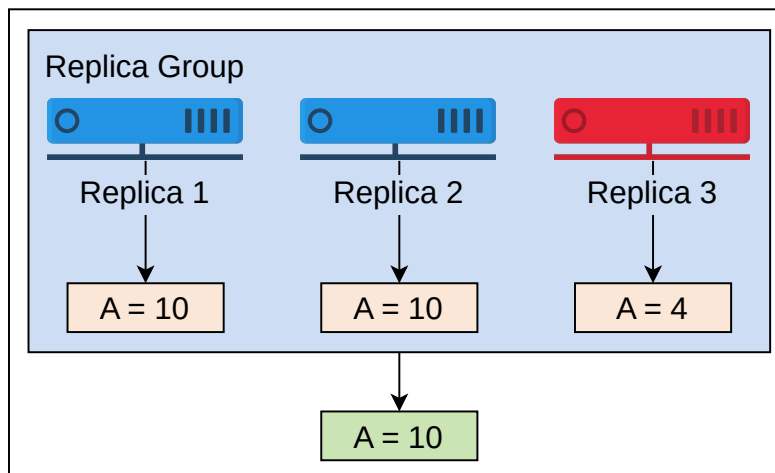 Replica Group
Replica 1
Replica 2
Replica 3
A = 10
A = 10
A = 4
A = 10